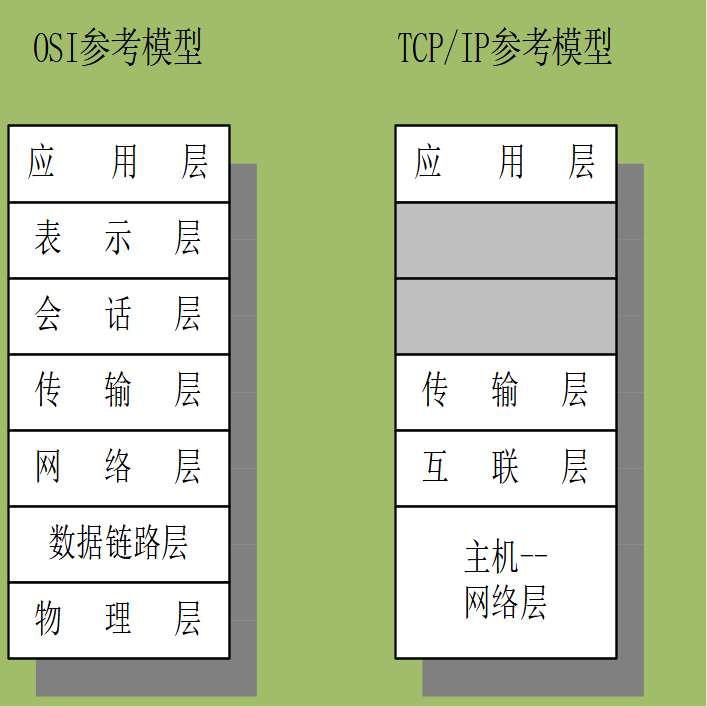 OSI参考模型
应用层
表示层
会话层
传输层
网络层
数据链路层
物理层
TCP/IP参考模型
应用层
传输层
互联层
主机--
网络层